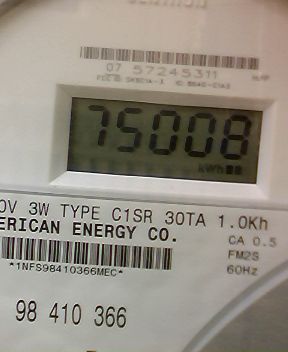 07 57245311
75008
kWh
0V 3W TYPE C1SR 30TA 1.0Kh
ERICAN ENERGY CO.
CA 0.5
*1NFS98410366MEC*
FM2S
60Hz
98 410 366